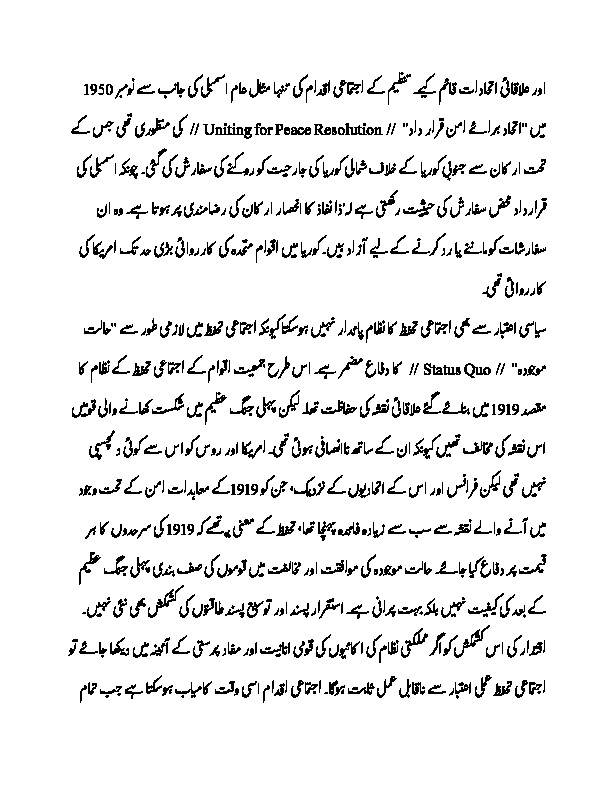 اور علاقائی اتحادات قائم کیے۔ تنظیم کے اجتماعی اقدام کی تنہا مثال عام اسمبلی کی جانب سے نومبر 1950
میں "اتحاد برائے امن قرار داد" // Uniting for Peace Resolution // کی منظوری تھی جس کے
تحت ارکان سے جنوبی کوریا کے خلاف شمالی کوریا کی جارحیت کو روکنے کی سفارش کی گئی۔ چونکہ اسمبلی کی
قرارداد محض سفارش کی حیثیت رکھتی ہے لہٰذا نفاذ کا انحصار ارکان کی رضامندی پر ہوتا ہے۔ وہ ان
سفارشات کو ماننے یا رد کرنے کے لیے آزاد ہیں۔ کوریا میں اقوام متحدہ کی کارروائی بڑی حد تک امریکا کی
کارروائی تھی۔
سیاسی اعتبار سے بھی اجتماعی تحفظ کا نظام پائدار نہیں ہوسکتا کیونکہ اجتماعی تحفظ میں لازمی طور سے "حالت
موجودہ" // Status Quo // کا دفاع مضمر ہے۔ اس طرح جمعیت اقوام کے اجتماعی تحفظ کے نظام کا
مقصد 1919 میں بنائے گئے علاقائی نقشہ کی حفاظت تھا۔ لیکن پہلی جنگ عظیم میں شکست کھانے والی قومیں
اس نقشہ کی مخالف تھیں کیونکہ ان کے ساتھ ناانصافی ہوئی تھی۔ امریکا اور روس کو اس سے کوئی دلچسپی
نہیں تھی لیکن فرانس اور اس کے اتحادیوں کے نزدیک، جن کو 1919کے معاہدات امن کے تحت وجود
میں آنے والے نقشہ سے سب سے زیادہ فائدہ پہنچا تھا، تحفظ کے معنی یہ تھے کہ 1919 کی سرحدوں کا ہر
قیمت پر دفاع کیا جائے۔ حالت موجودہ کی موافقت اور مخالفت میں قوموں کی صف بندی پہلی جنگ عظیم
کے بعد کی کیفیت نہیں بلکہ بہت پرانی ہے۔ استقرار پسند اور توسیع پسند طاقتوں کی کشمکش بھی نئی نہیں۔
اقتدار کی اس کشمکش کو اگر مملکتی نظام کی اکائیوں کی قومی انانیت اور مفاد پرستی کے آئینہ میں دیکھا جائے تو
اجتماعی تحفظ عملی اعتبار سے ناقابل عمل ثابت ہوگا۔ اجتماعی اقدام اسی وقت کامیاب ہوسکتا ہے جب تمام